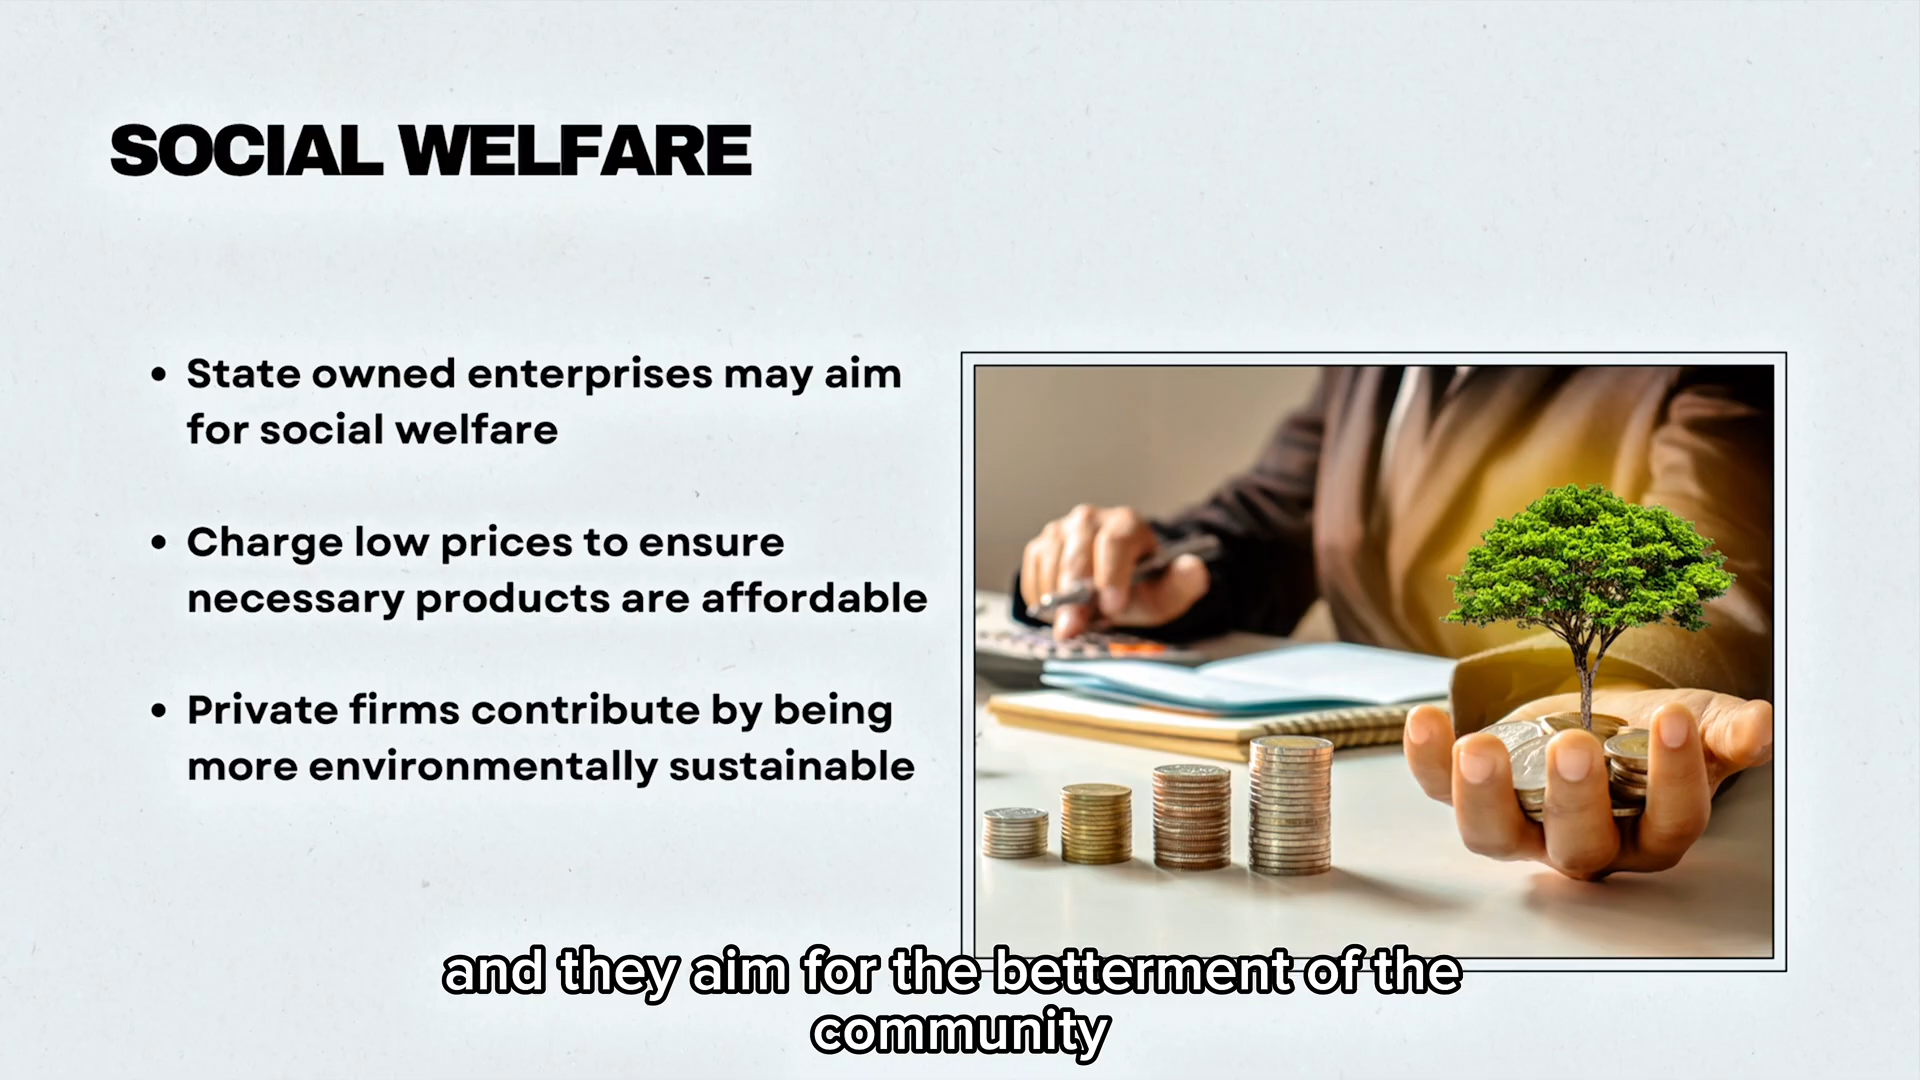 SOCIAL WELFARE
• State owned enterprises may aim
for social welfare
• Charge low prices to ensure
necessary products are affordable
• Private firms contribute by being
more environmentally sustainable
and they aim for the betterment of the
community